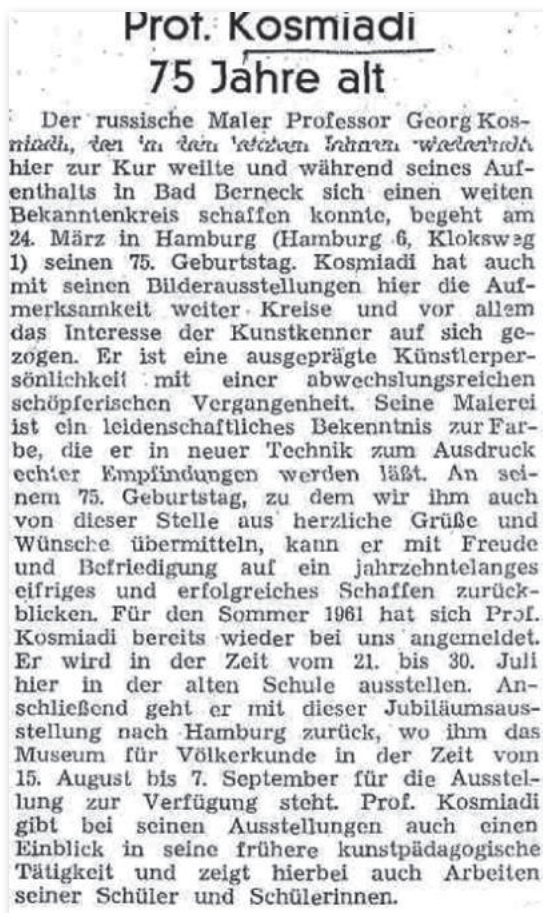 Prof. Kosmiadi
75 Jahre alt
Der russische Maler Professor Georg Kos-
hier zur Kur weilte und während seines Auf-
enthalts in Bad Berneck sich einen weiten
Bekanntenkreis schaffen konnte, begeht am
24. März in Hamburg (Hamburg 6, Kloksweg
1) seinen 75. Geburtstag. Kosmiadi hat auch
mit seinen Bilderausstellungen hier die Auf-
merksamkeit weiter Kreise und vor allem
das Interesse der Kunstkenner auf sich ge-
zogen. Er ist eine ausgeprägte Künstlerper-
sönlichkeit mit einer abwechslungsreichen
schöpferischen Vergangenheit. Seine Malerei
ist ein leidenschaftliches Bekenntnis zur Far-
be, die er in neuer Technik zum Ausdruck
echter Empfindungen werden läßt. An sei-
nem 75. Geburtstag, zu dem wir ihm auch
von dieser Stelle aus herzliche Grüße und
Wünsche übermitteln, kann er mit Freude
und Befriedigung auf ein jahrzehntelanges
eifriges und erfolgreiches Schaffen zurück-
blicken. Für den Sommer 1961 hat sich Prof.
Kosmiadi bereits wieder bei uns angemeldet.
Er wird in der Zeit vom 21. bis 30. Juli
hier in der alten Schule ausstellen. An-
schließend geht er mit dieser Jubiläumsaus-
stellung nach Hamburg zurück, wo ihm das
Museum für Völkerkunde in der Zeit vom
15. August bis 7. September für die Ausstel-
lung zur Verfügung steht. Prof. Kosmiadi
gibt bei seinen Ausstellungen auch einen
Einblick in seine frühere kunstpädagogische
Tätigkeit und zeigt hierbei auch Arbeiten
seiner Schüler und Schülerinnen.